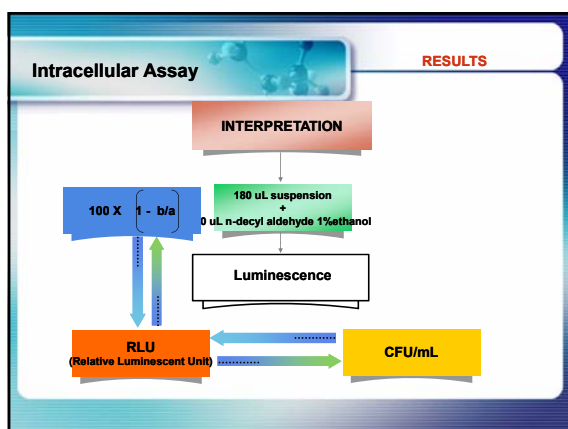 Intracellular Assay
RESULTS
INTERPRETATION
180 uL suspension
+
0 uL n-decyl aldehyde 1%ethanol
100 X 1 - b/a
Luminescence
RLU
(Relative Luminescent Unit)
CFU/mL